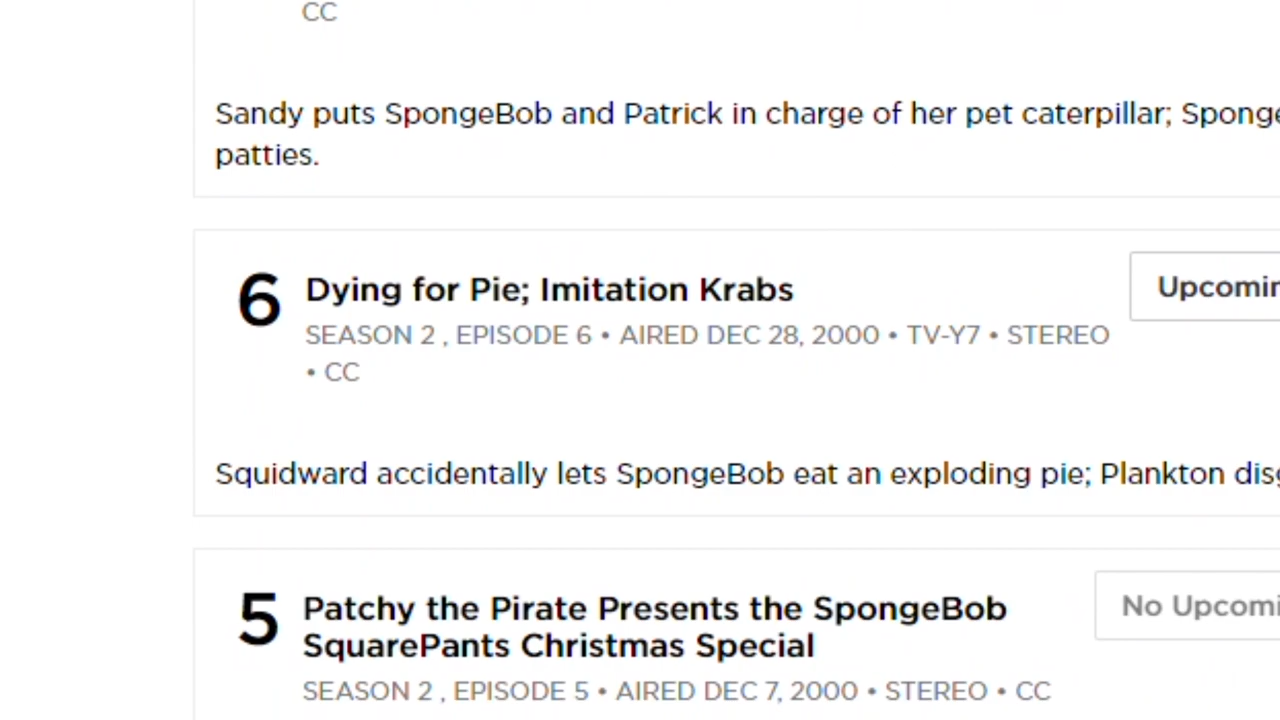 CC
Sandy puts SpongeBob and Patrick in charge of her pet caterpillar; Sponge
patties.
6
Dying for Pie; Imitation Krabs
Upcomin
SEASON 2 , EPISODE 6 • AIRED DEC 28, 2000 • TV-Y7 • STEREO
• CC
Squidward accidentally lets SpongeBob eat an exploding pie; Plankton disg
5
Patchy the Pirate Presents the SpongeBob
SquarePants Christmas Special
No Upcomi
SEASON 2 , EPISODE 5 • AIRED DEC 7, 2000 • STEREO • CC